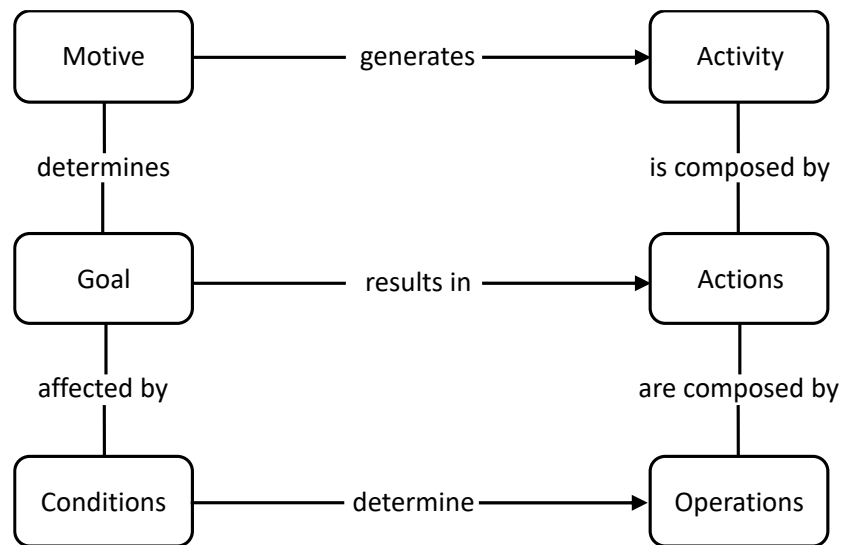 Motive
generates
Activity
determines
is composed by
Goal
results in
Actions
affected by
are composed by
Conditions
determine
Operations